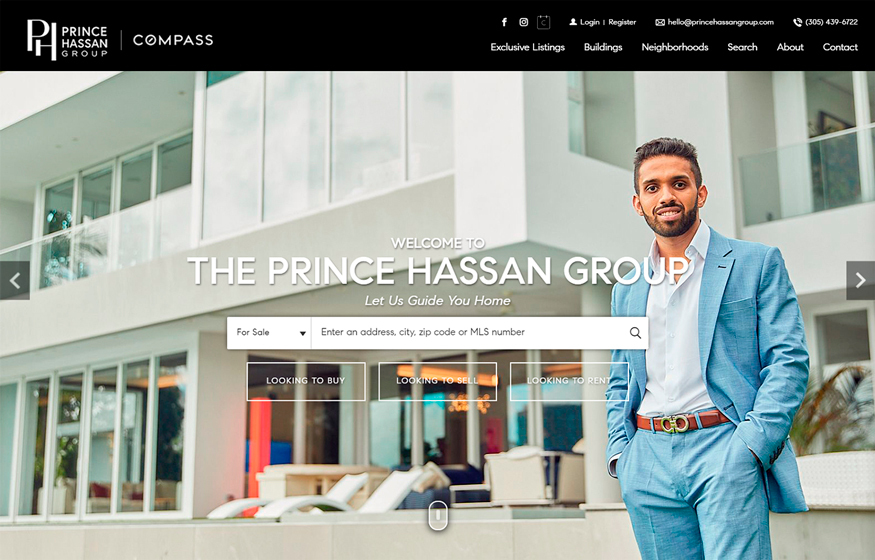 PH PRINCE HASSAN GROUP | COMPASS
Login | Register
hello@princehassangroup.com
(305) 439-6722
Exclusive Listings Buildings Neighborhoods Search About Contact
WELCOME TO
THE PRINCE HASSAN GROUP
Let Us Guide You Home
For Sale
Enter an address, city, zip code or MLS number
LOOKING TO BUY
LOOKING TO SELL
LOOKING TO RENT